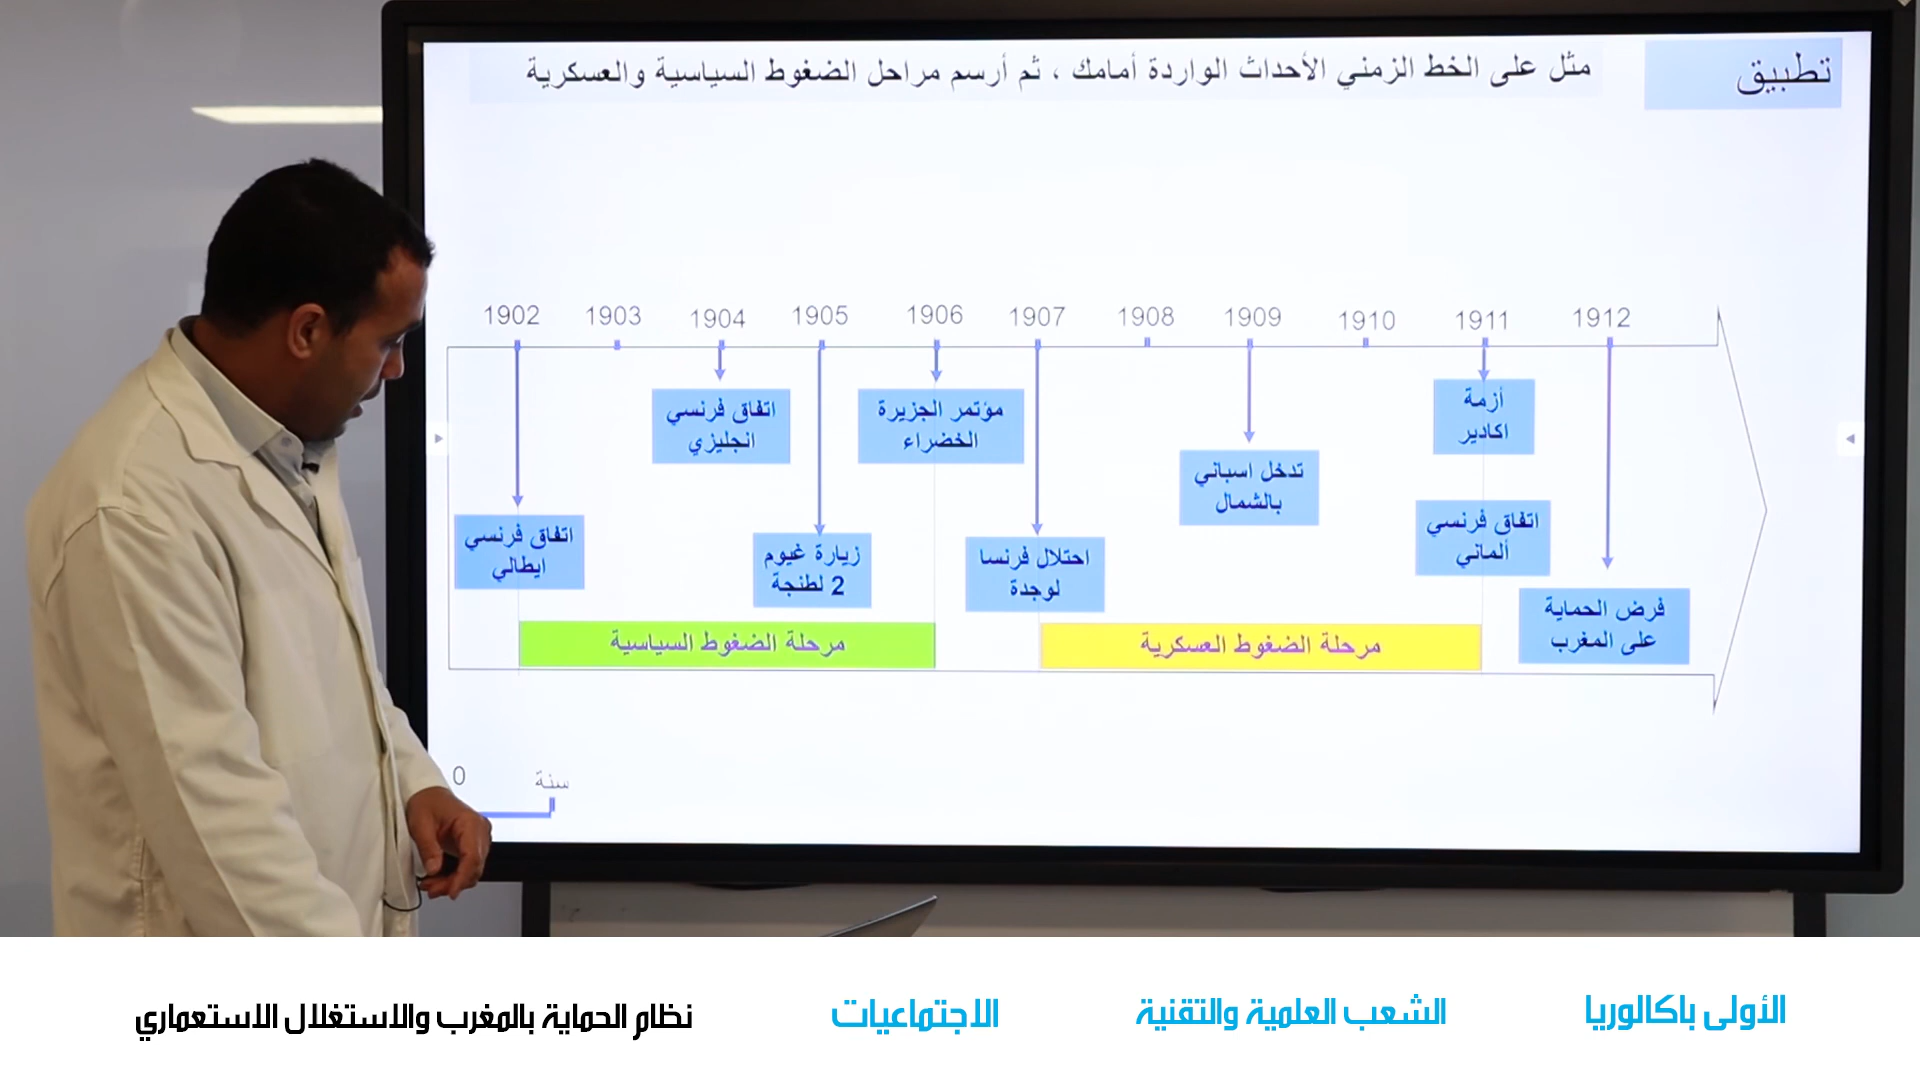 تطبيق
مثل على الخط الزمني الأحداث الواردة أمامك ، ثم أرسم مراحل الضغوط السياسية والعسكرية
1902 1903 1904 1905 1906 1907 1908 1909 1910 1911 1912
اتفاق فرنسي
ايطالي
اتفاق فرنسي
انجليزي
زيارة غيوم
2 لطنجة
مؤتمر الجزيرة
الخضراء
احتلال فرنسا
لوجدة
تدخل اسباني
بالشمال
أزمة
اكادير
اتفاق فرنسي
ألماني
فرض الحماية
على المغرب
مرحلة الضغوط السياسية
مرحلة الضغوط العسكرية
0 سنة
الأولى باكالوريا
الشعب العلمية والتقنية
الاجتماعيات
نظام الحماية بالمغرب والاستغلال الاستعماري